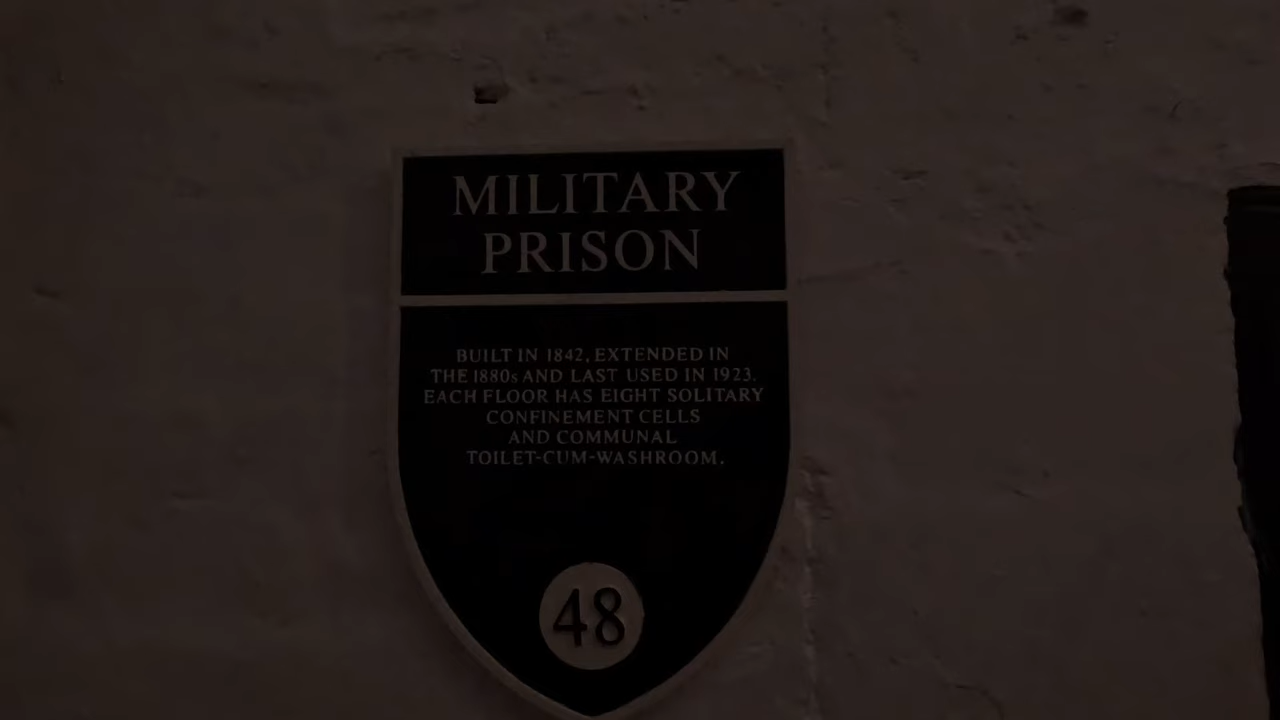 MILITARY
PRISON
BUILT IN 1842, EXTENDED IN
THE 1880s AND LAST USED IN 1923.
EACH FLOOR HAS EIGHT SOLITARY
CONFINEMENT CELLS
AND COMMUNAL
TOILET-CUM-WASHROOM.
48